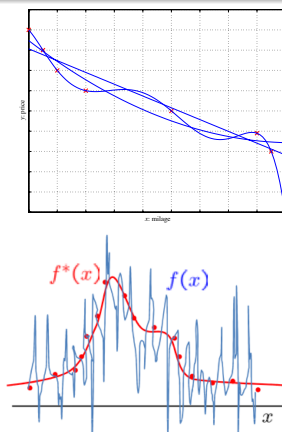 y: price
x: milage
f*(x)
f(x)
x